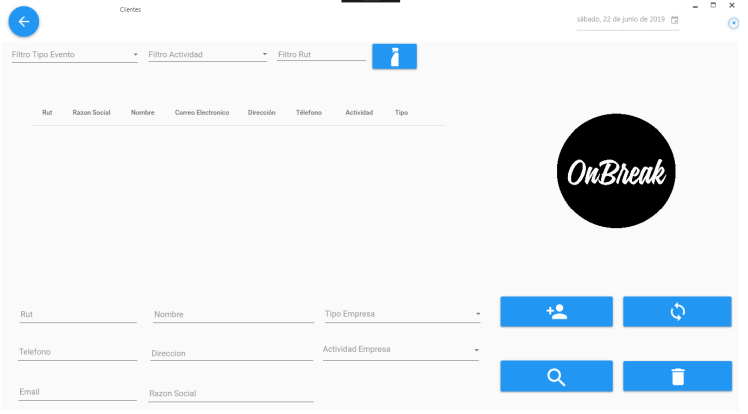 Clientes
sábado, 22 de junio de 2019
Filtro Tipo Evento Filtro Actividad Filtro Rut
Rut Razon Social Nombre Correo Electronico Dirección Télefono Actividad Tipo
OnBreak
Rut Nombre Tipo Empresa
Telefono Direccion Actividad Empresa
Email Razon Social